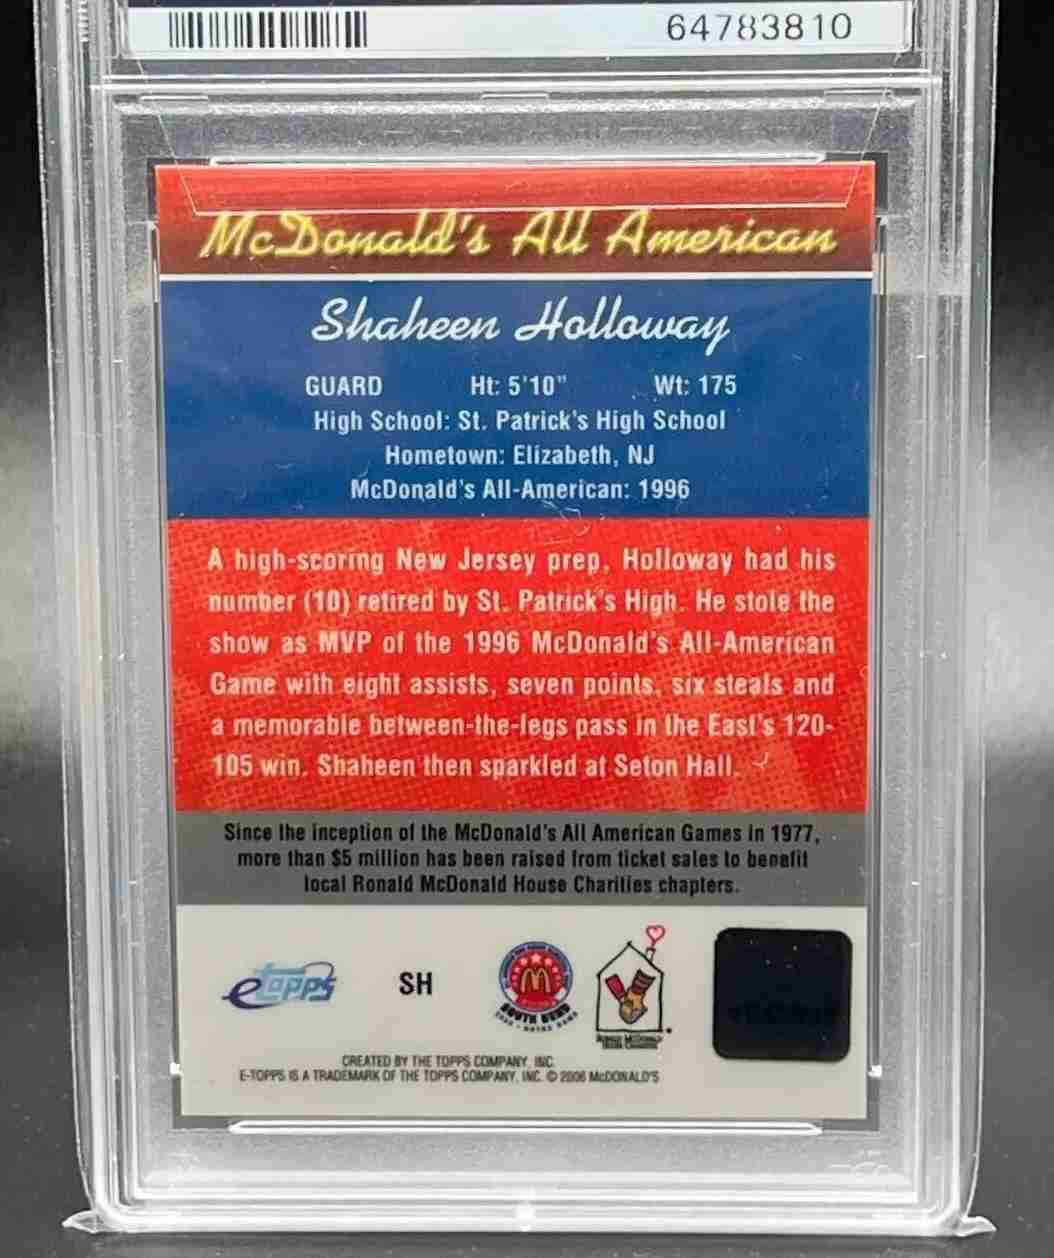 64783810
McDonald's All American
Shaheen Holloway
GUARD Ht: 5'10" Wt: 175
High School: St. Patrick's High School
Hometown: Elizabeth, NJ
McDonald's All-American: 1996
A high-scoring New Jersey prep, Holloway had his
number (10) retired by St. Patrick's High. He stole the
show as MVP of the 1996 McDonald's All-American
Game with eight assists, seven points, six steals and
a memorable between-the-legs pass in the East's 120-
105 win. Shaheen then sparkled at Seton Hall.
Since the inception of the McDonald's All American Games in 1977,
more than $5 million has been raised from ticket sales to benefit
local Ronald McDonald House Charities chapters.
etopps SH
SOUTH BEND
RONALD McDONALD
HOUSE CHARITIES
CREATED BY THE TOPPS COMPANY, INC.
E-TOPPS IS A TRADEMARK OF THE TOPPS COMPANY, INC. © 2006 McDONALD'S